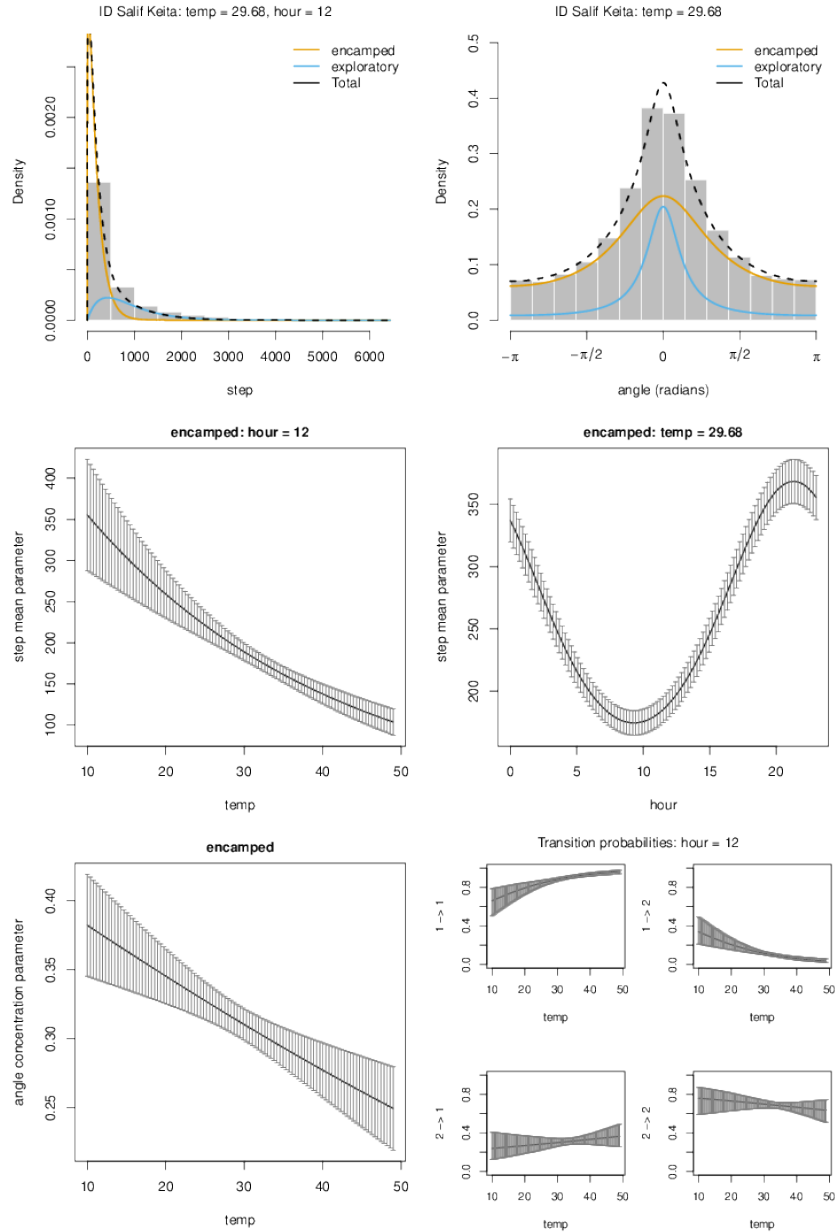 ID Salif Keita: temp = 29.68, hour = 12
encamped
exploratory
Total
Density
0.0000 0.0010 0.0020
0 1000 2000 3000 4000 5000 6000
step
ID Salif Keita: temp = 29.68
encamped
exploratory
Total
Density
0.0 0.1 0.2 0.3 0.4 0.5
−π −π/2 0 π/2 π
angle (radians)
encamped: hour = 12
step mean parameter
100 150 200 250 300 350 400
10 20 30 40 50
temp
encamped: temp = 29.68
step mean parameter
200 250 300 350
0 5 10 15 20
hour
encamped
angle concentration parameter
0.25 0.30 0.35 0.40
10 20 30 40 50
temp
Transition probabilities: hour = 12
1 −> 1
0.0 0.4 0.8
10 20 30 40 50
temp
1 −> 2
0.0 0.4 0.8
10 20 30 40 50
temp
2 −> 1
0.0 0.4 0.8
10 20 30 40 50
temp
2 −> 2
0.0 0.4 0.8
10 20 30 40 50
temp